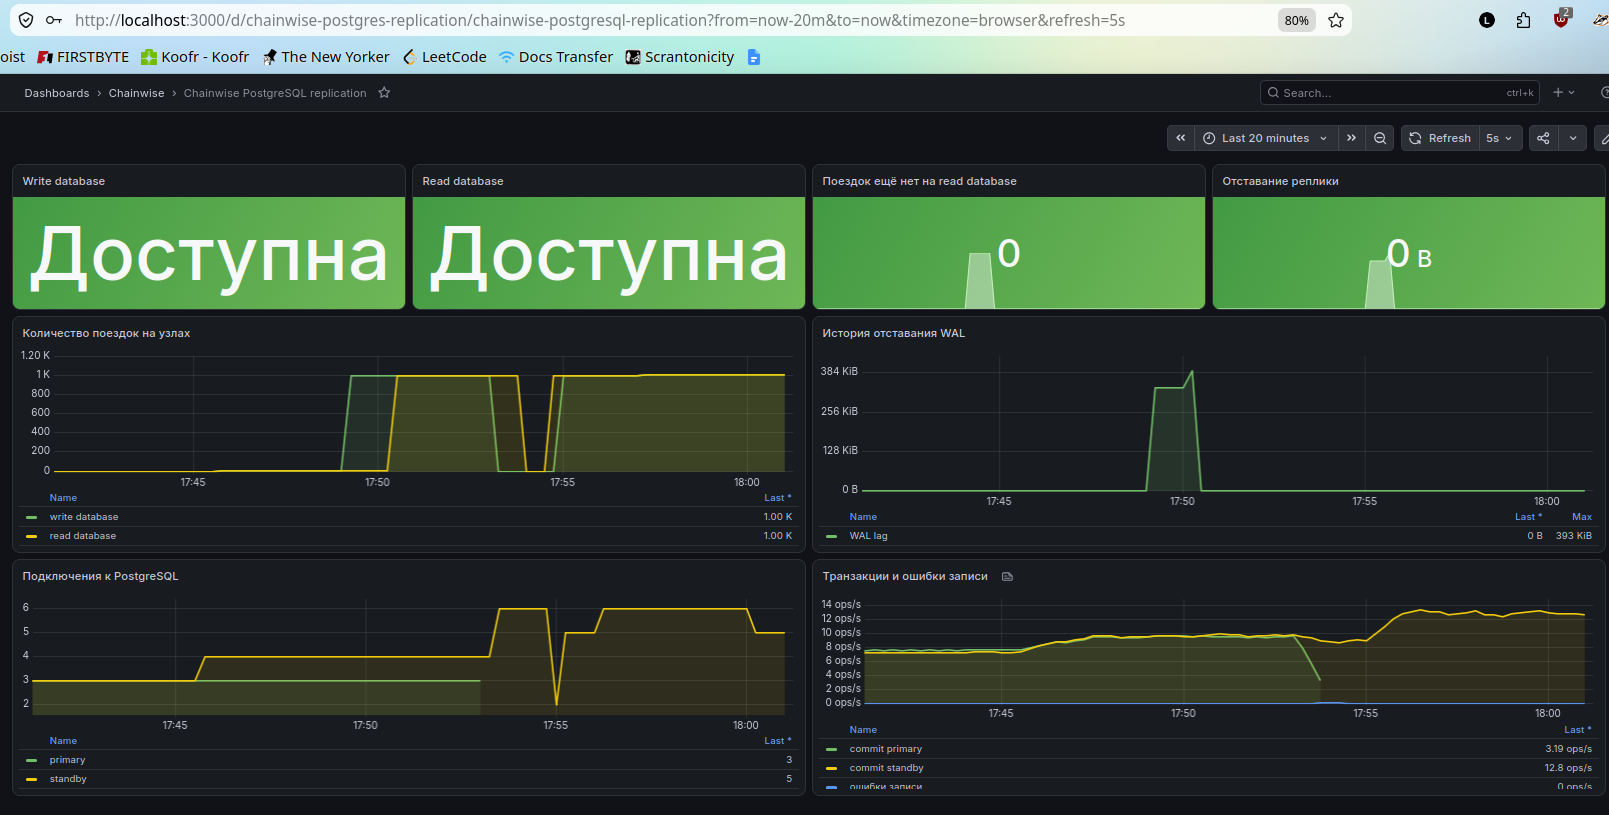 http://localhost:3000/d/chainwise-postgres-replication/chainwise-postgresql-replication?from=now-20m&to=now&timezone=browser&refresh=5s 80% L 2
oist FIRSTBYTE Koofr - Koofr The New Yorker LeetCode Docs Transfer Scrantonicity
Dashboards › Chainwise › Chainwise PostgreSQL replication Search... ctrl+k
Last 20 minutes Refresh 5s
Write database
Доступна
Read database
Доступна
Поездок ещё нет на read database
0
Отставание реплики
0 B
Количество поездок на узлах
1.20 K
1 K
800
600
400
200
0
17:45 17:50 17:55 18:00
Name Last *
write database 1.00 K
read database 1.00 K
История отставания WAL
384 KiB
256 KiB
128 KiB
0 B
17:45 17:50 17:55 18:00
Name Last * Max
WAL lag 0 B 393 KiB
Подключения к PostgreSQL
6
5
4
3
2
17:45 17:50 17:55 18:00
Name Last *
primary 3
standby 5
Транзакции и ошибки записи
14 ops/s
12 ops/s
10 ops/s
8 ops/s
6 ops/s
4 ops/s
2 ops/s
0 ops/s
17:45 17:50 17:55 18:00
Name Last *
commit primary 3.19 ops/s
commit standby 12.8 ops/s
ошибки записи 0 ops/s